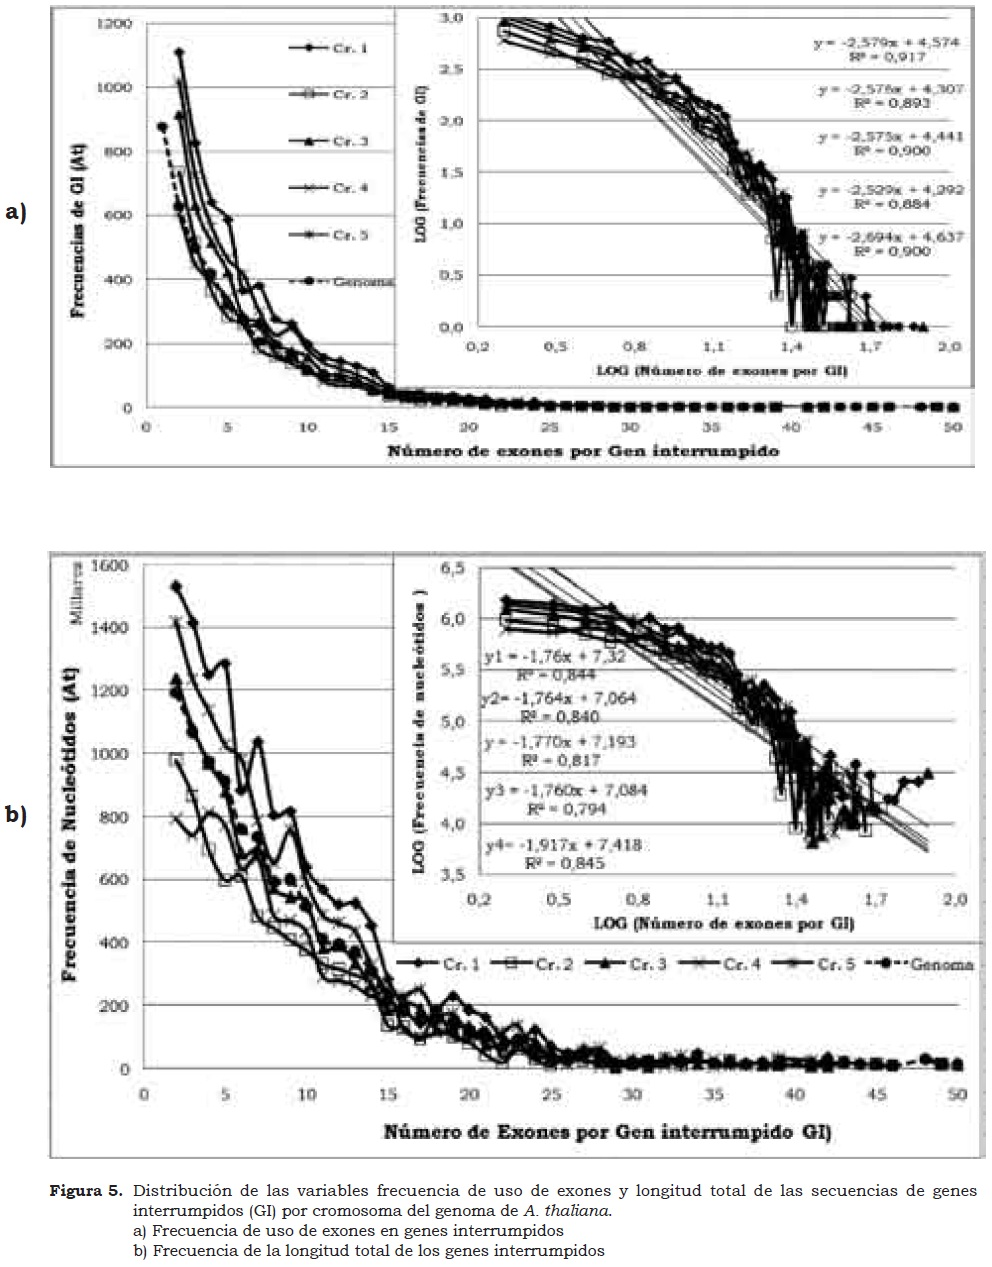 a)
Frecuencias de GI (At)
1200
1000
800
600
400
200
0
0 5 10 15 20 25 30 35 40 45 50
Número de exones por Gen interrumpido
Cr. 1
Cr. 2
Cr. 3
Cr. 4
Cr. 5
Genoma
LOG (Frecuencias de GI)
3,0
2,5
2,0
1,5
1,0
0,5
0,0
0,2 0,5 0,8 1,1 1,4 1,7 2,0
LOG (Número de exones por GI)
y = -2,579x + 4,574
R² = 0,917
y = -2,576x + 4,307
R² = 0,893
y = -2,575x + 4,441
R² = 0,900
y = -2,529x + 4,292
R² = 0,884
y = -2,694x + 4,637
R² = 0,900
b)
Frecuencia de Nucleótidos (At)
Millares
1600
1400
1200
1000
800
600
400
200
0
0 5 10 15 20 25 30 35 40 45 50
Número de Exones por Gen interrumpido GI)
LOG (Frecuencia de nucleótidos )
6,5
6,0
5,5
5,0
4,5
4,0
3,5
0,2 0,5 0,8 1,1 1,4 1,7 2,0
LOG (Número de exones por GI)
y1 = -1,76x + 7,32
R² = 0,844
y2= -1,764x + 7,064
R² = 0,840
y = -1,770x + 7,193
R² = 0,817
y3 = -1,760x + 7,084
R² = 0,794
y4= -1,917x + 7,418
R² = 0,845
Cr. 1 Cr. 2 Cr. 3 Cr. 4 Cr. 5 Genoma
Figura 5. Distribución de las variables frecuencia de uso de exones y longitud total de las secuencias de genes
interrumpidos (GI) por cromosoma del genoma de A. thaliana.
a) Frecuencia de uso de exones en genes interrumpidos
b) Frecuencia de la longitud total de los genes interrumpidos